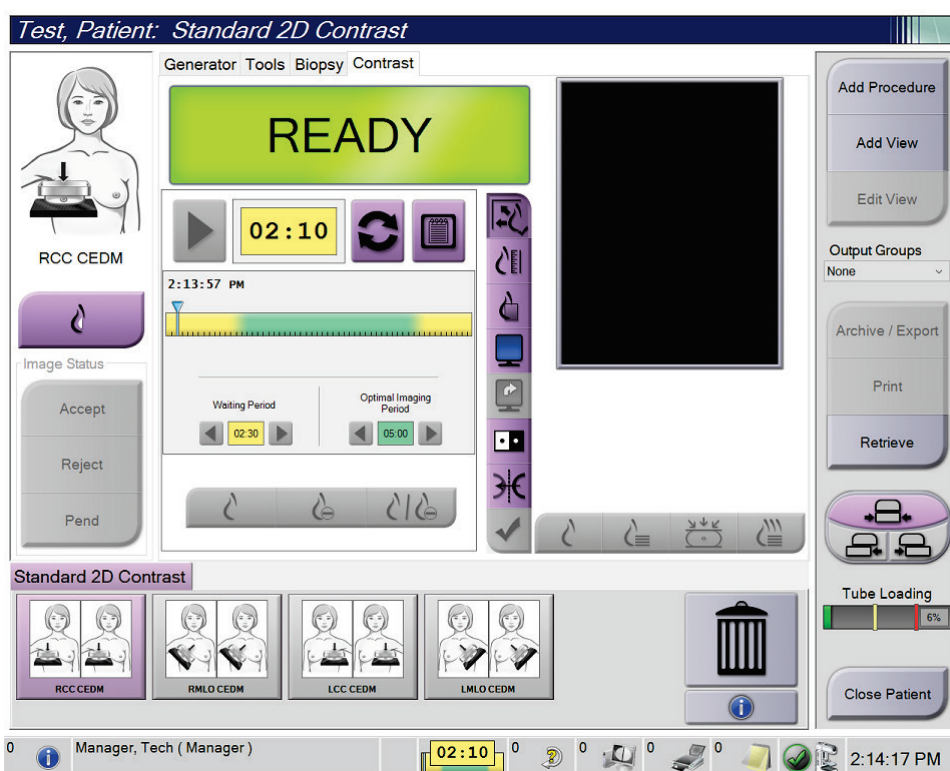 Test, Patient: Standard 2D Contrast
Generator Tools Biopsy Contrast
READY
02:10
2:13:57 PM
Waiting Period
Optimal Imaging
Period
02:30
05:00
RCC CEDM
Image Status
Accept
Reject
Pend
Add Procedure
Add View
Edit View
Output Groups
None
Archive / Export
Print
Retrieve
Tube Loading
6%
Close Patient
Standard 2D Contrast
RCC CEDM
RMLO CEDM
LCC CEDM
LMLO CEDM
0
Manager, Tech ( Manager )
02:10
0
0
0
0
2:14:17 PM